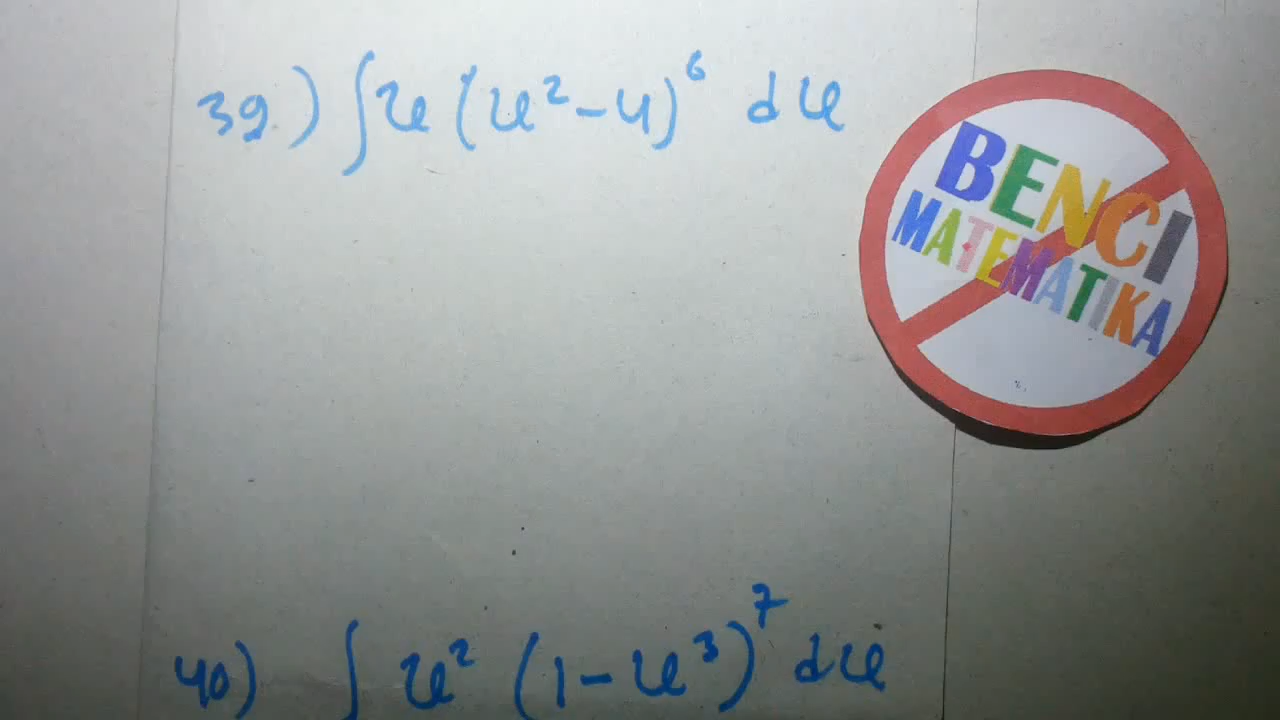 39) ∫u(u²-4)⁶ du
BENCI
MATEMATIKA
40) ∫ u² (1-u³)⁷ du